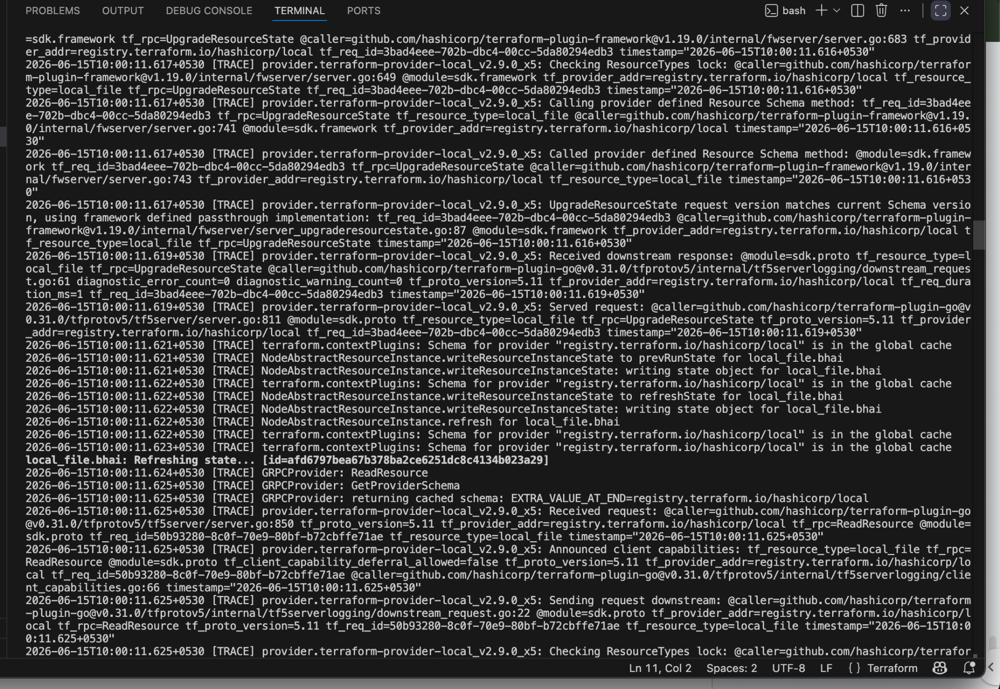 PROBLEMS OUTPUT DEBUG CONSOLE TERMINAL PORTS bash
=sdk.framework tf_rpc=UpgradeResourceState @caller=github.com/hashicorp/terraform-plugin-framework@v1.19.0/internal/fwserver/server.go:683 tf_provid
er_addr=registry.terraform.io/hashicorp/local tf_req_id=3bad4eee-702b-dbc4-00cc-5da80294edb3 timestamp="2026-06-15T10:00:11.616+0530"
2026-06-15T10:00:11.617+0530 [TRACE] provider.terraform-provider-local_v2.9.0_x5: Checking ResourceTypes lock: @caller=github.com/hashicorp/terrafor
m-plugin-framework@v1.19.0/internal/fwserver/server.go:649 @module=sdk.framework tf_provider_addr=registry.terraform.io/hashicorp/local tf_resource_
type=local_file tf_rpc=UpgradeResourceState tf_req_id=3bad4eee-702b-dbc4-00cc-5da80294edb3 timestamp="2026-06-15T10:00:11.616+0530"
2026-06-15T10:00:11.617+0530 [TRACE] provider.terraform-provider-local_v2.9.0_x5: Calling provider defined Resource Schema method: tf_req_id=3bad4ee
e-702b-dbc4-00cc-5da80294edb3 tf_rpc=UpgradeResourceState tf_resource_type=local_file @caller=github.com/hashicorp/terraform-plugin-framework@v1.19.
0/internal/fwserver/server.go:741 @module=sdk.framework tf_provider_addr=registry.terraform.io/hashicorp/local timestamp="2026-06-15T10:00:11.616+05
30"
2026-06-15T10:00:11.617+0530 [TRACE] provider.terraform-provider-local_v2.9.0_x5: Called provider defined Resource Schema method: @module=sdk.framew
ork tf_req_id=3bad4eee-702b-dbc4-00cc-5da80294edb3 tf_rpc=UpgradeResourceState @caller=github.com/hashicorp/terraform-plugin-framework@v1.19.0/inter
nal/fwserver/server.go:743 tf_provider_addr=registry.terraform.io/hashicorp/local tf_resource_type=local_file timestamp="2026-06-15T10:00:11.616+053
0"
2026-06-15T10:00:11.617+0530 [TRACE] provider.terraform-provider-local_v2.9.0_x5: UpgradeResourceState request version matches current Schema versio
n, using framework defined passthrough implementation: tf_req_id=3bad4eee-702b-dbc4-00cc-5da80294edb3 @caller=github.com/hashicorp/terraform-plugin-
framework@v1.19.0/internal/fwserver/server_upgraderesourcestate.go:87 @module=sdk.framework tf_provider_addr=registry.terraform.io/hashicorp/local t
f_resource_type=local_file tf_rpc=UpgradeResourceState timestamp="2026-06-15T10:00:11.616+0530"
2026-06-15T10:00:11.619+0530 [TRACE] provider.terraform-provider-local_v2.9.0_x5: Received downstream response: @module=sdk.proto tf_resource_type=l
ocal_file tf_rpc=UpgradeResourceState @caller=github.com/hashicorp/terraform-plugin-go@v0.31.0/tfprotov5/internal/tf5serverlogging/downstream_reques
t.go:61 diagnostic_error_count=0 diagnostic_warning_count=0 tf_proto_version=5.11 tf_provider_addr=registry.terraform.io/hashicorp/local tf_req_dura
tion_ms=1 tf_req_id=3bad4eee-702b-dbc4-00cc-5da80294edb3 timestamp="2026-06-15T10:00:11.619+0530"
2026-06-15T10:00:11.619+0530 [TRACE] provider.terraform-provider-local_v2.9.0_x5: Served request: @caller=github.com/hashicorp/terraform-plugin-go@v
0.31.0/tfprotov5/tf5server/server.go:811 @module=sdk.proto tf_resource_type=local_file tf_rpc=UpgradeResourceState tf_proto_version=5.11 tf_provider
_addr=registry.terraform.io/hashicorp/local tf_req_id=3bad4eee-702b-dbc4-00cc-5da80294edb3 timestamp="2026-06-15T10:00:11.619+0530"
2026-06-15T10:00:11.621+0530 [TRACE] terraform.contextPlugins: Schema for provider "registry.terraform.io/hashicorp/local" is in the global cache
2026-06-15T10:00:11.621+0530 [TRACE] NodeAbstractResourceInstance.writeResourceInstanceState to prevRunState for local_file.bhai
2026-06-15T10:00:11.621+0530 [TRACE] NodeAbstractResourceInstance.writeResourceInstanceState: writing state object for local_file.bhai
2026-06-15T10:00:11.622+0530 [TRACE] terraform.contextPlugins: Schema for provider "registry.terraform.io/hashicorp/local" is in the global cache
2026-06-15T10:00:11.622+0530 [TRACE] NodeAbstractResourceInstance.writeResourceInstanceState to refreshState for local_file.bhai
2026-06-15T10:00:11.622+0530 [TRACE] NodeAbstractResourceInstance.writeResourceInstanceState: writing state object for local_file.bhai
2026-06-15T10:00:11.622+0530 [TRACE] NodeAbstractResourceInstance.refresh for local_file.bhai
2026-06-15T10:00:11.622+0530 [TRACE] terraform.contextPlugins: Schema for provider "registry.terraform.io/hashicorp/local" is in the global cache
2026-06-15T10:00:11.623+0530 [TRACE] terraform.contextPlugins: Schema for provider "registry.terraform.io/hashicorp/local" is in the global cache
local_file.bhai: Refreshing state... [id=afd6797bea67b378ba2ce6251dc8c4134b023a29]
2026-06-15T10:00:11.624+0530 [TRACE] GRPCProvider: ReadResource
2026-06-15T10:00:11.625+0530 [TRACE] GRPCProvider: GetProviderSchema
2026-06-15T10:00:11.625+0530 [TRACE] GRPCProvider: returning cached schema: EXTRA_VALUE_AT_END=registry.terraform.io/hashicorp/local
2026-06-15T10:00:11.625+0530 [TRACE] provider.terraform-provider-local_v2.9.0_x5: Received request: @caller=github.com/hashicorp/terraform-plugin-go
@v0.31.0/tfprotov5/tf5server/server.go:850 tf_proto_version=5.11 tf_provider_addr=registry.terraform.io/hashicorp/local tf_rpc=ReadResource @module=
sdk.proto tf_req_id=50b93280-8c0f-70e9-80bf-b72cbffe71ae tf_resource_type=local_file timestamp="2026-06-15T10:00:11.625+0530"
2026-06-15T10:00:11.625+0530 [TRACE] provider.terraform-provider-local_v2.9.0_x5: Announced client capabilities: tf_resource_type=local_file tf_rpc=
ReadResource @module=sdk.proto tf_client_capability_deferral_allowed=false tf_proto_version=5.11 tf_provider_addr=registry.terraform.io/hashicorp/lo
cal tf_req_id=50b93280-8c0f-70e9-80bf-b72cbffe71ae @caller=github.com/hashicorp/terraform-plugin-go@v0.31.0/tfprotov5/internal/tf5serverlogging/clie
nt_capabilities.go:66 timestamp="2026-06-15T10:00:11.625+0530"
2026-06-15T10:00:11.625+0530 [TRACE] provider.terraform-provider-local_v2.9.0_x5: Sending request downstream: @caller=github.com/hashicorp/terraform
-plugin-go@v0.31.0/tfprotov5/internal/tf5serverlogging/downstream_request.go:22 @module=sdk.proto tf_provider_addr=registry.terraform.io/hashicorp/l
ocal tf_rpc=ReadResource tf_proto_version=5.11 tf_req_id=50b93280-8c0f-70e9-80bf-b72cbffe71ae tf_resource_type=local_file timestamp="2026-06-15T10:0
0:11.625+0530"
2026-06-15T10:00:11.625+0530 [TRACE] provider.terraform-provider-local_v2.9.0_x5: Checking ResourceTypes lock: @caller=github.com/hashicorp/terrafor
Ln 11, Col 2 Spaces: 2 UTF-8 LF { } Terraform